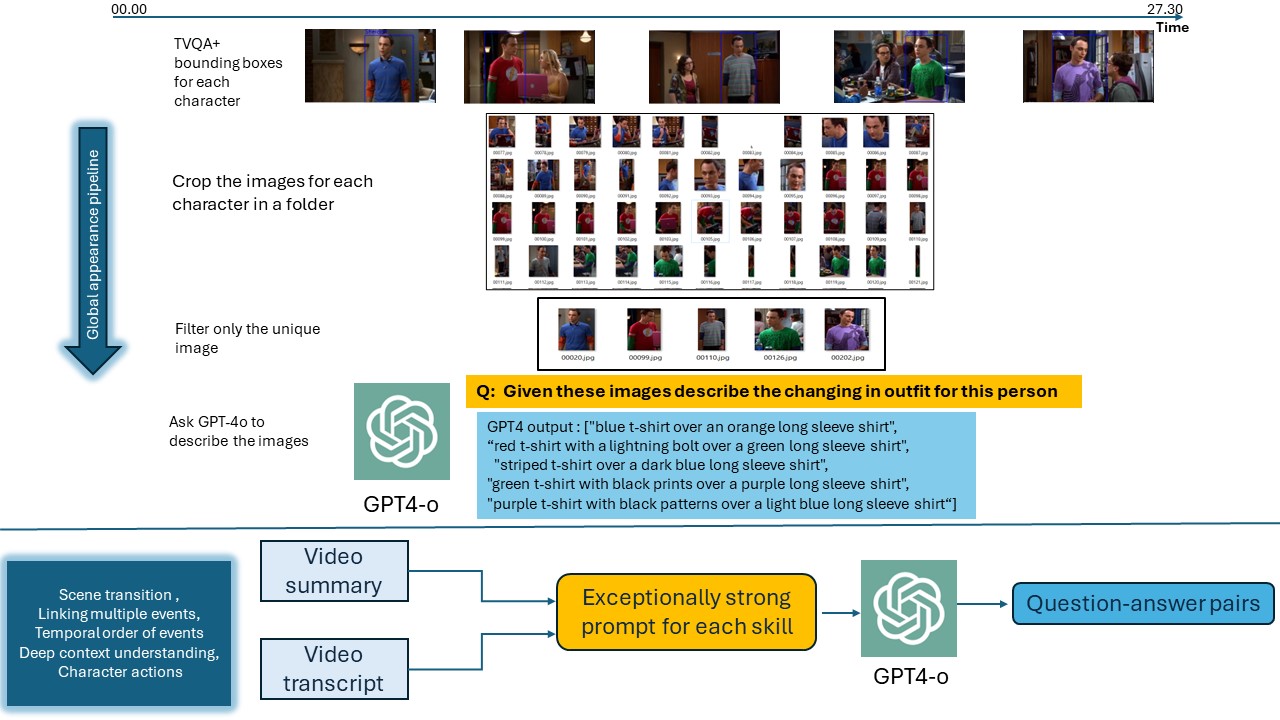 00.00
27.30
Time
TVQA+
bounding boxes
for each
character
Global appearance pipeline
Crop the images for each
character in a folder
00077.jpg 00078.jpg 00079.jpg 00080.jpg 00081.jpg 00082.jpg 00083.jpg 00084.jpg 00085.jpg 00086.jpg 00087.jpg
00088.jpg 00089.jpg 00090.jpg 00091.jpg 00092.jpg 00093.jpg 00094.jpg 00095.jpg 00096.jpg 00097.jpg 00098.jpg
00099.jpg 00100.jpg 00101.jpg 00102.jpg 00103.jpg 00105.jpg 00106.jpg 00107.jpg 00108.jpg 00109.jpg 00110.jpg
00111.jpg 00112.jpg 00113.jpg 00114.jpg 00115.jpg 00116.jpg 00117.jpg 00118.jpg 00119.jpg 00120.jpg 00121.jpg
Filter only the unique
image
00020.jpg 00099.jpg 00110.jpg 00126.jpg 00202.jpg
Ask GPT-4o to
describe the images
GPT4-o
Q: Given these images describe the changing in outfit for this person
GPT4 output : ["blue t-shirt over an orange long sleeve shirt",
“red t-shirt with a lightning bolt over a green long sleeve shirt",
"striped t-shirt over a dark blue long sleeve shirt",
"green t-shirt with black prints over a purple long sleeve shirt",
"purple t-shirt with black patterns over a light blue long sleeve shirt“]
Scene transition ,
Linking multiple events,
Temporal order of events
Deep context understanding,
Character actions
Video
summary
Video
transcript
Exceptionally strong
prompt for each skill
GPT4-o
Question-answer pairs